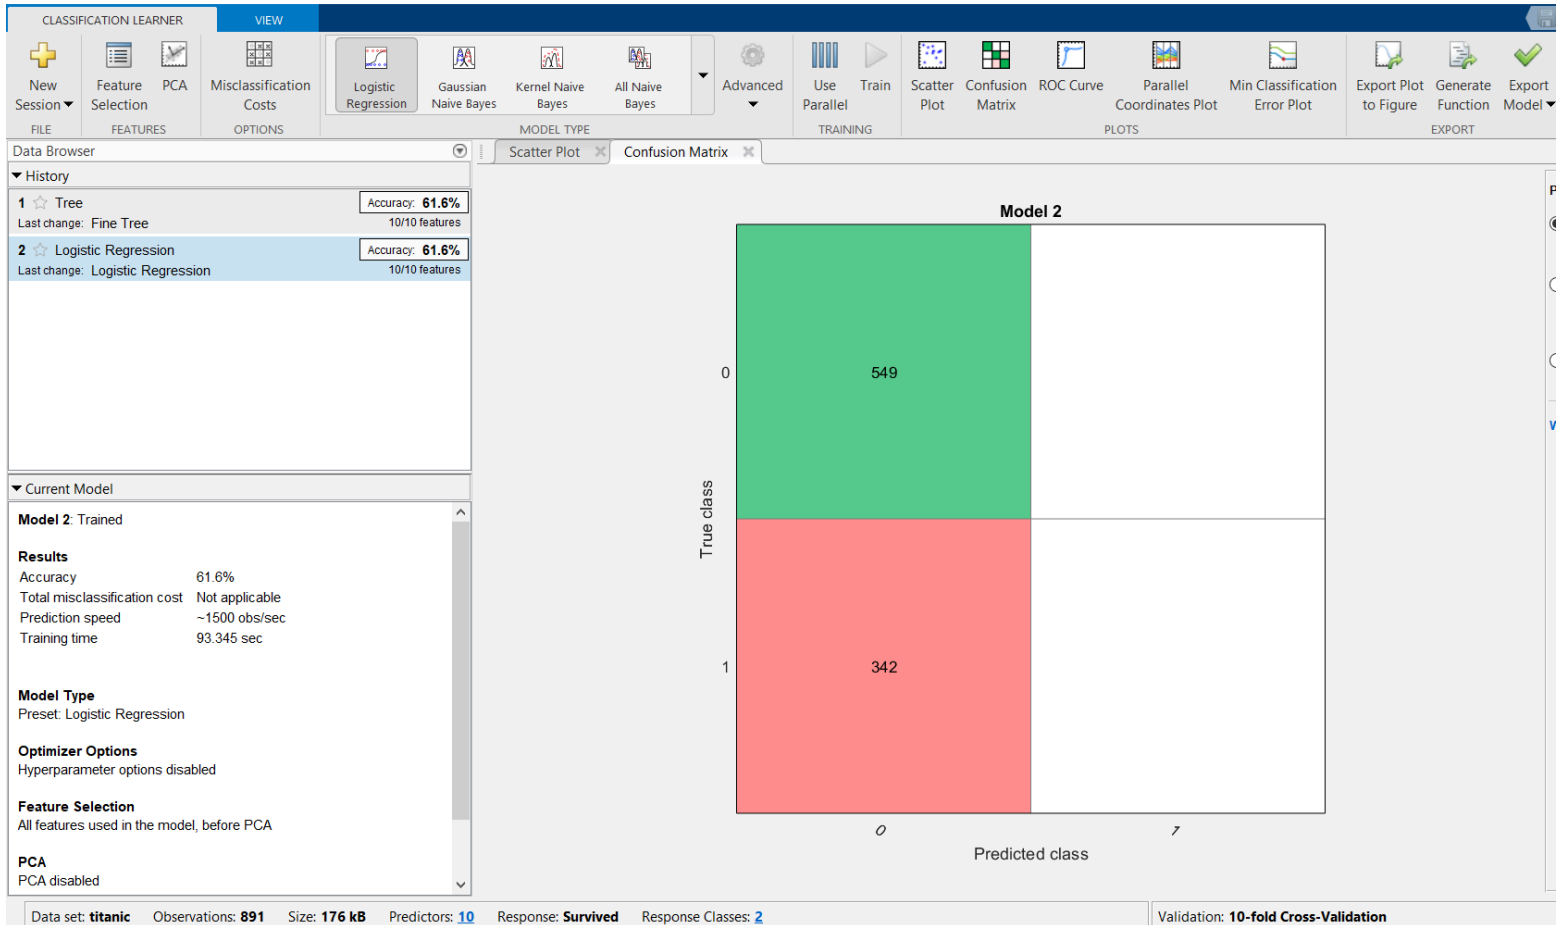 CLASSIFICATION LEARNER
VIEW
New Session
Feature Selection
PCA
Misclassification Costs
Logistic Regression
Gaussian Naive Bayes
Kernel Naive Bayes
All Naive Bayes
Advanced
Use Parallel
Train
Scatter Plot
Confusion Matrix
ROC Curve
Parallel Coordinates Plot
Min Classification Error Plot
Export Plot to Figure
Generate Function
Export Model
FILE
FEATURES
OPTIONS
MODEL TYPE
TRAINING
PLOTS
EXPORT
Data Browser
History
1 Tree Accuracy: 61.6%
Last change: Fine Tree 10/10 features
2 Logistic Regression Accuracy: 61.6%
Last change: Logistic Regression 10/10 features
Current Model
Model 2: Trained
Results
Accuracy 61.6%
Total misclassification cost Not applicable
Prediction speed ~1500 obs/sec
Training time 93.345 sec
Model Type
Preset: Logistic Regression
Optimizer Options
Hyperparameter options disabled
Feature Selection
All features used in the model, before PCA
PCA
PCA disabled
Scatter Plot
Confusion Matrix
Model 2
True class
0
549
1
342
0
1
Predicted class
Data set: titanic Observations: 891 Size: 176 kB Predictors: 10 Response: Survived Response Classes: 2
Validation: 10-fold Cross-Validation